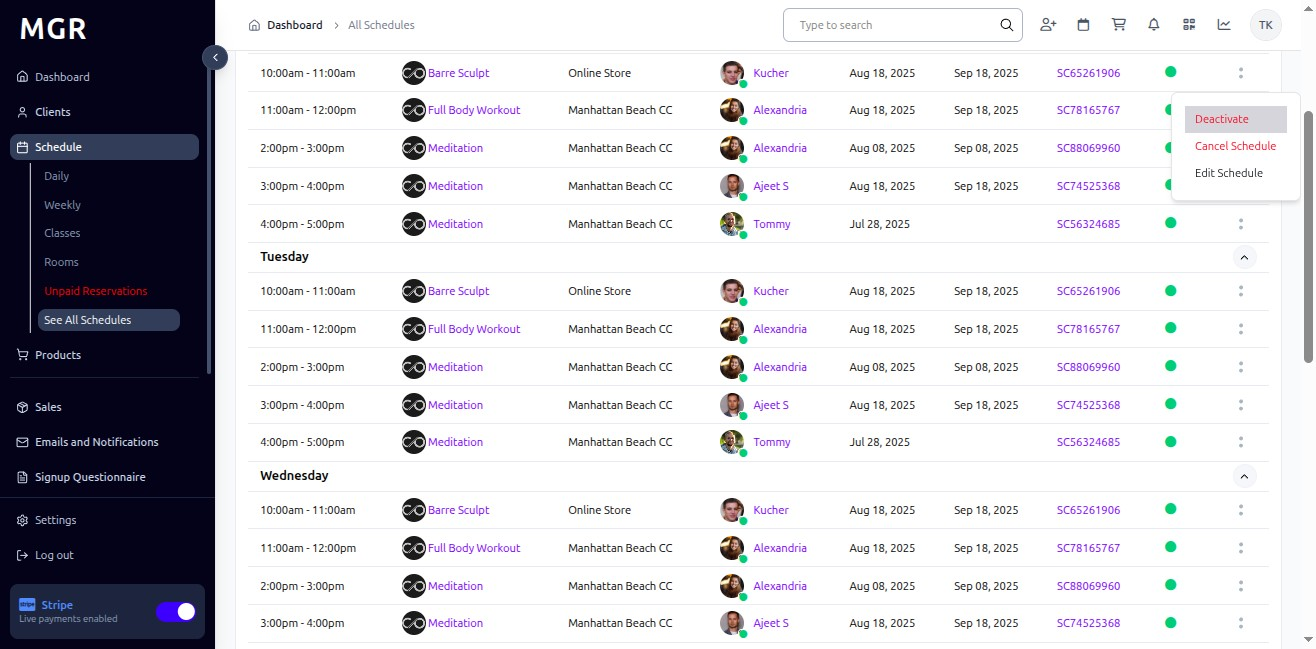 MGR
Dashboard
Clients
Schedule
Daily
Weekly
Classes
Rooms
Unpaid Reservations
See All Schedules
Products
Sales
Emails and Notifications
Signup Questionnaire
Settings
Log out
stripe Stripe
Live payments enabled
Dashboard > All Schedules
Type to search
TK
10:00am - 11:00am Barre Sculpt Online Store Kucher Aug 18, 2025 Sep 18, 2025 SC65261906
11:00am - 12:00pm Full Body Workout Manhattan Beach CC Alexandria Aug 18, 2025 Sep 18, 2025 SC78165767
2:00pm - 3:00pm Meditation Manhattan Beach CC Alexandria Aug 08, 2025 Sep 08, 2025 SC88069960
3:00pm - 4:00pm Meditation Manhattan Beach CC Ajeet S Aug 18, 2025 Sep 18, 2025 SC74525368
4:00pm - 5:00pm Meditation Manhattan Beach CC Tommy Jul 28, 2025 SC56324685
Deactivate
Cancel Schedule
Edit Schedule
Tuesday
10:00am - 11:00am Barre Sculpt Online Store Kucher Aug 18, 2025 Sep 18, 2025 SC65261906
11:00am - 12:00pm Full Body Workout Manhattan Beach CC Alexandria Aug 18, 2025 Sep 18, 2025 SC78165767
2:00pm - 3:00pm Meditation Manhattan Beach CC Alexandria Aug 08, 2025 Sep 08, 2025 SC88069960
3:00pm - 4:00pm Meditation Manhattan Beach CC Ajeet S Aug 18, 2025 Sep 18, 2025 SC74525368
4:00pm - 5:00pm Meditation Manhattan Beach CC Tommy Jul 28, 2025 SC56324685
Wednesday
10:00am - 11:00am Barre Sculpt Online Store Kucher Aug 18, 2025 Sep 18, 2025 SC65261906
11:00am - 12:00pm Full Body Workout Manhattan Beach CC Alexandria Aug 18, 2025 Sep 18, 2025 SC78165767
2:00pm - 3:00pm Meditation Manhattan Beach CC Alexandria Aug 08, 2025 Sep 08, 2025 SC88069960
3:00pm - 4:00pm Meditation Manhattan Beach CC Ajeet S Aug 18, 2025 Sep 18, 2025 SC74525368